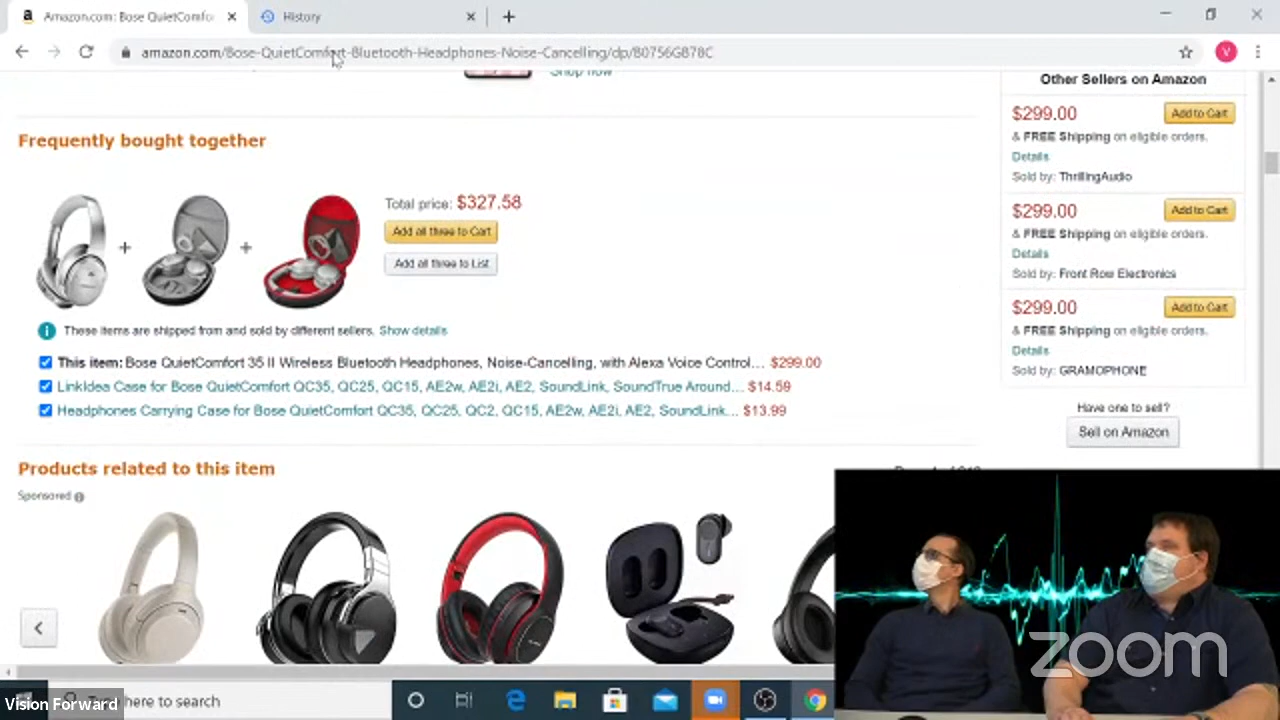 Amazon.com: Bose QuietComfo
History
amazon.com/Bose-QuietComfort-Bluetooth-Headphones-Noise-Cancelling/dp/B0756GB78C
Shop now
Other Sellers on Amazon
Frequently bought together
$299.00
Add to Cart
& FREE Shipping on eligible orders.
Details
Sold by: ThrillingAudio
Total price: $327.58
Add all three to Cart
Add all three to List
$299.00
Add to Cart
& FREE Shipping on eligible orders.
Details
Sold by: Front Row Electronics
These items are shipped from and sold by different sellers. Show details
This item: Bose QuietComfort 35 II Wireless Bluetooth Headphones, Noise-Cancelling, with Alexa Voice Control… $299.00
LinkIdea Case for Bose QuietComfort QC35, QC25, QC15, AE2w, AE2i, AE2, SoundLink, SoundTrue Around… $14.59
Headphones Carrying Case for Bose QuietComfort QC35, QC25, QC2, QC15, AE2w, AE2i, AE2, SoundLink… $13.99
$299.00
Add to Cart
& FREE Shipping on eligible orders.
Details
Sold by: GRAMOPHONE
Have one to sell?
Sell on Amazon
Products related to this item
Sponsored
zoom
Vision Forward
here to search